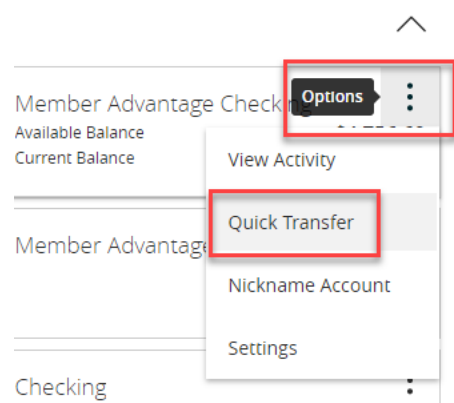 Member Advantage Check
Options
Available Balance
Current Balance
View Activity
Member Advantage
Quick Transfer
Nickname Account
Settings
Checking